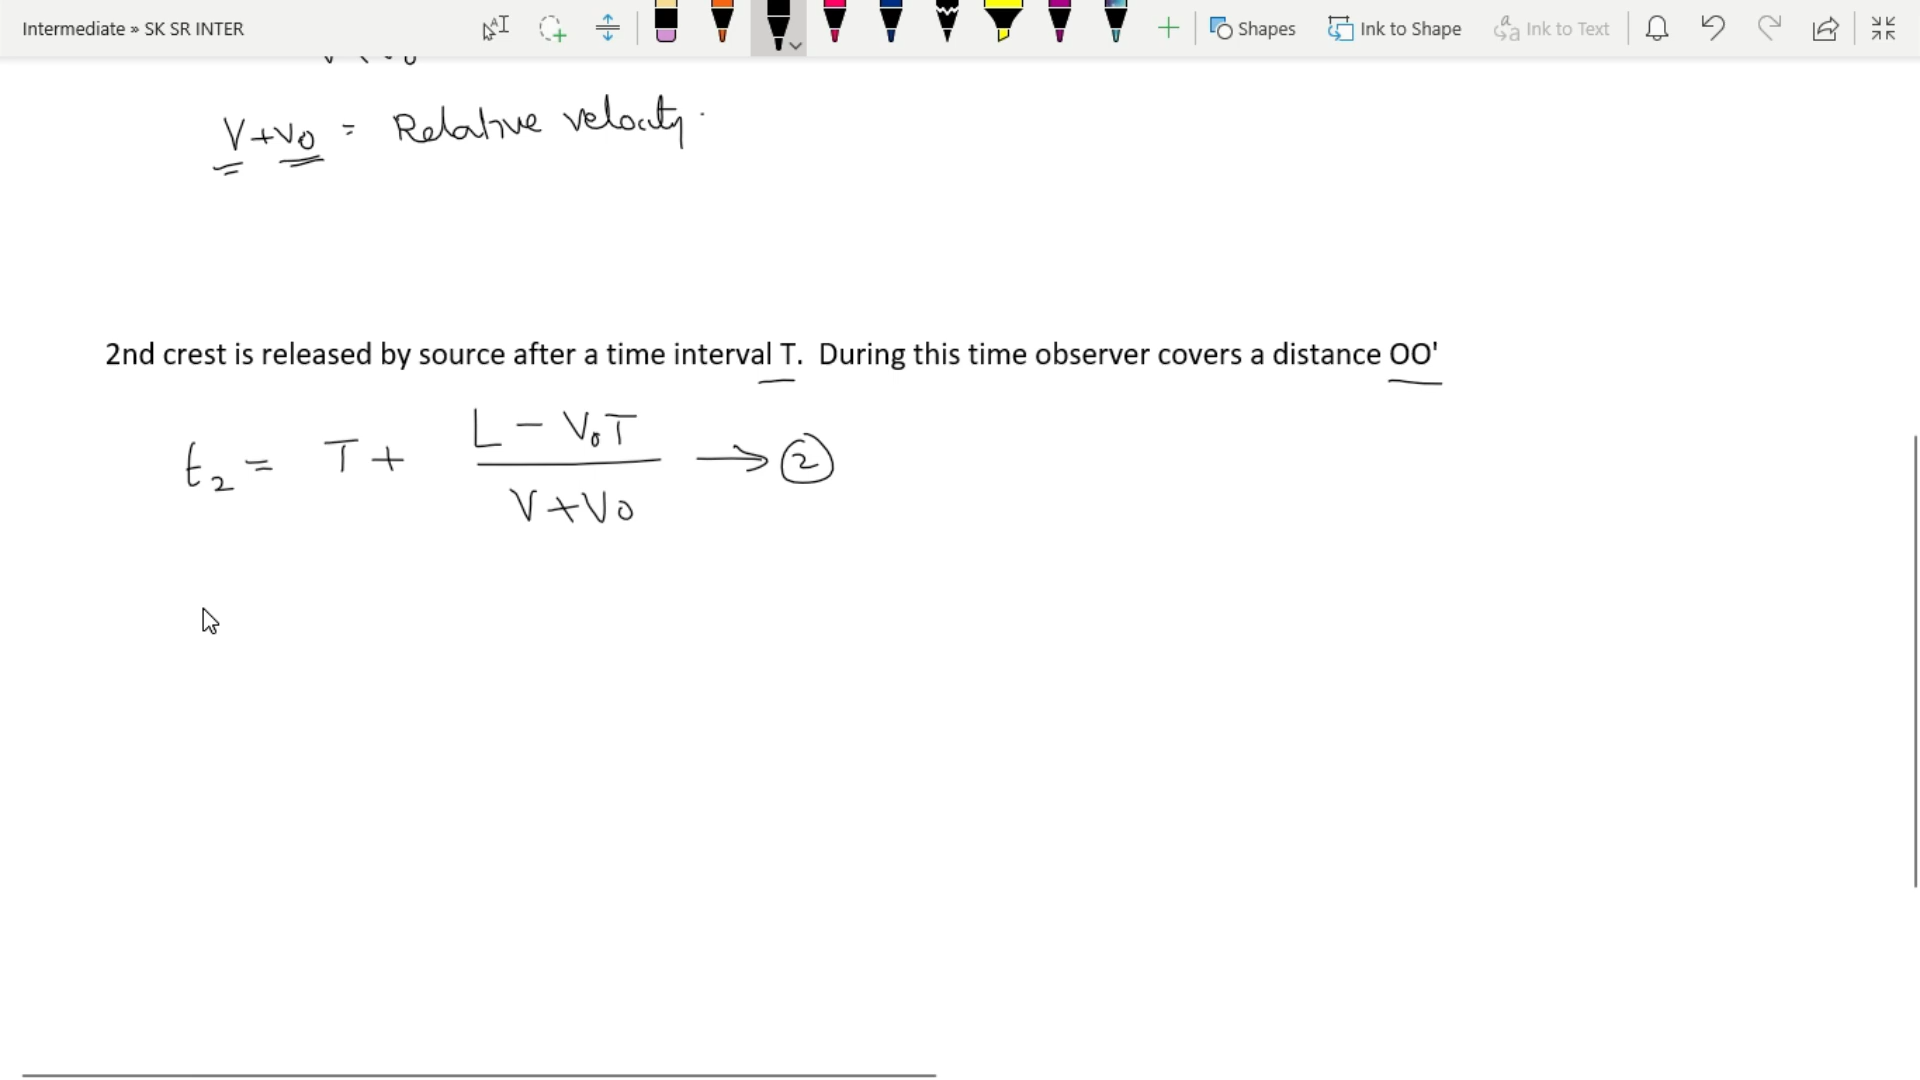 Intermediate » SK SR INTER
Shapes
Ink to Shape
Ink to Text
V+V0 = Relative velocity.
2nd crest is released by source after a time interval T. During this time observer covers a distance OO'
t₂ = T + (L - V₀T)/(V+V0) → ②